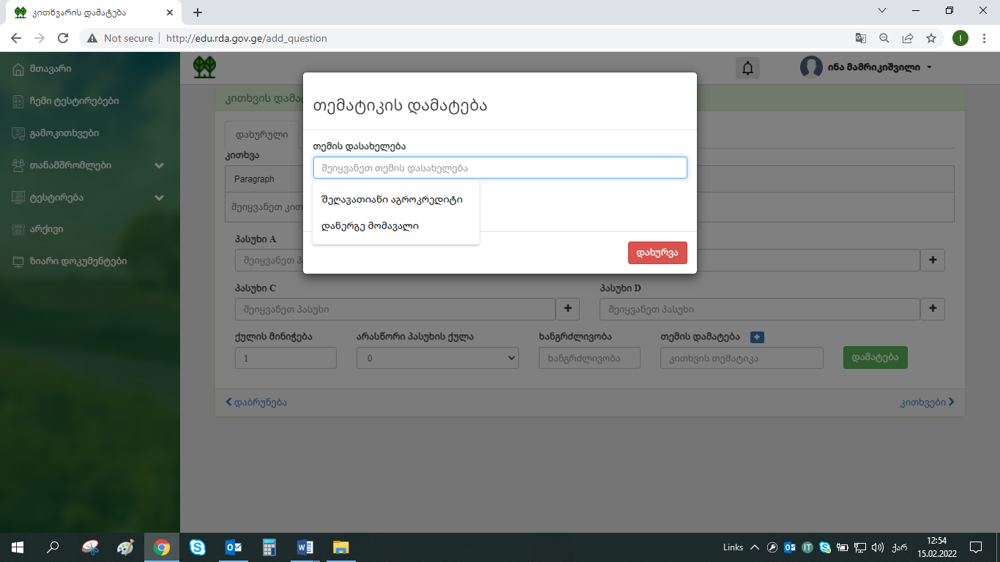 კითხვარის დამატება
Not secure
http://edu.rda.gov.ge/add_question
I
მთავარი
ჩემი ტესტირებები
გამოკითხვები
თანამშრომლები
ტესტირება
არქივი
ზიარი დოკუმენტები
ინა მამრიკიშვილი
კითხვის დამატ
დახურული
კითხვა
Paragraph
შეიყვანეთ კით
თემატიკის დამატება
თემის დასახელება
შეიყვანეთ თემის დასახელება
შეღავათიანი აგროკრედიტი
დანერგე მომავალი
დახურვა
პასუხი A
შეიყვანეთ პ
პასუხი C
პასუხი D
შეიყვანეთ პასუხი
შეიყვანეთ პასუხი
ქულის მინიჭება
არასწორი პასუხის ქულა
ხანგრძლივობა
თემის დამატება
1
0
ხანგრძლივობა
კითხვის თემატიკა
დამატება
დაბრუნება
კითხვები
Links
ქარ
12:54
15.02.2022